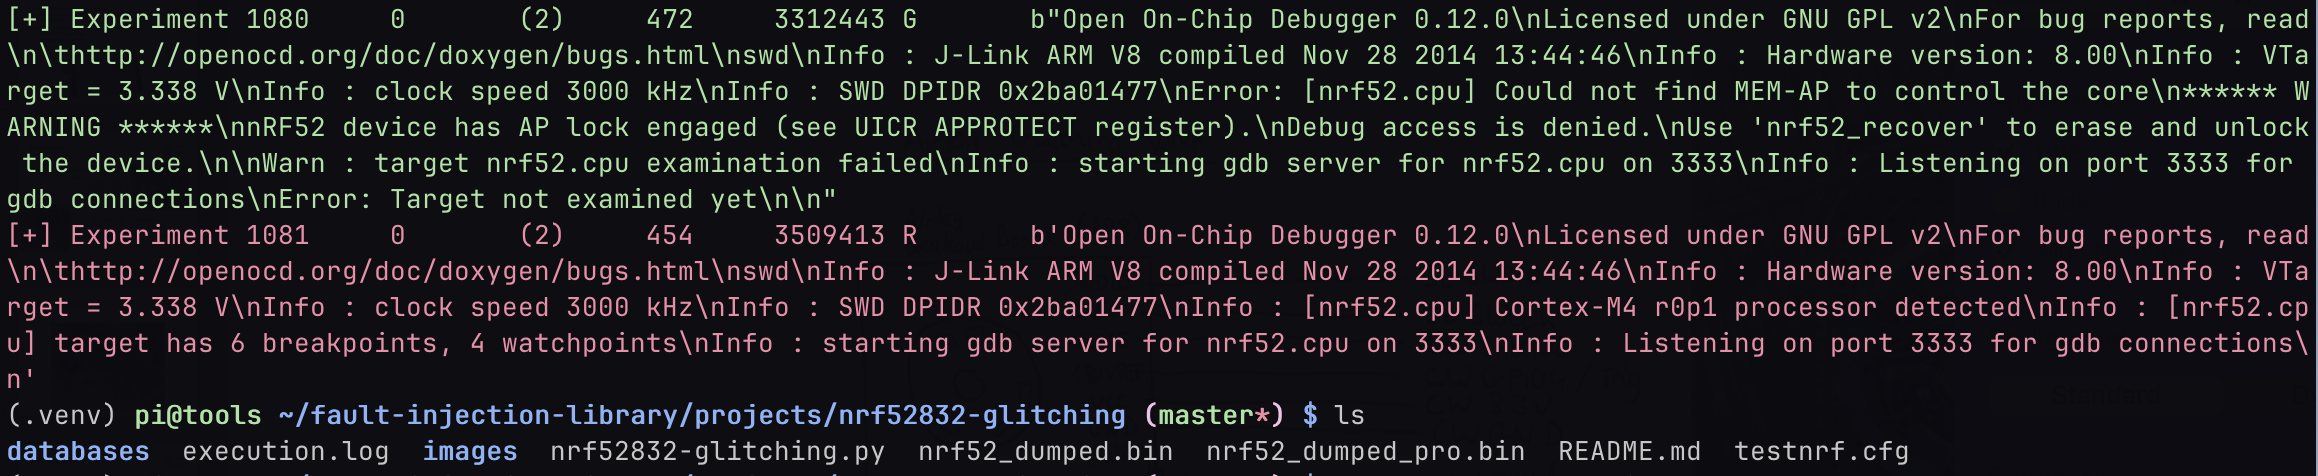 [+] Experiment 1080     0       (2)     472     3312443 G       b"Open On-Chip Debugger 0.12.0\nLicensed under GNU GPL v2\nFor bug reports, read
\n\thttp://openocd.org/doc/doxygen/bugs.html\nswd\nInfo : J-Link ARM V8 compiled Nov 28 2014 13:44:46\nInfo : Hardware version: 8.00\nInfo : VTa
rget = 3.338 V\nInfo : clock speed 3000 kHz\nInfo : SWD DPIDR 0x2ba01477\nError: [nrf52.cpu] Could not find MEM-AP to control the core\n****** W
ARNING ******\nnRF52 device has AP lock engaged (see UICR APPROTECT register).\nDebug access is denied.\nUse 'nrf52_recover' to erase and unlock
 the device.\n\nWarn : target nrf52.cpu examination failed\nInfo : starting gdb server for nrf52.cpu on 3333\nInfo : Listening on port 3333 for
gdb connections\nError: Target not examined yet\n\n"
[+] Experiment 1081     0       (2)     454     3509413 R       b'Open On-Chip Debugger 0.12.0\nLicensed under GNU GPL v2\nFor bug reports, read
\n\thttp://openocd.org/doc/doxygen/bugs.html\nswd\nInfo : J-Link ARM V8 compiled Nov 28 2014 13:44:46\nInfo : Hardware version: 8.00\nInfo : VTa
rget = 3.338 V\nInfo : clock speed 3000 kHz\nInfo : SWD DPIDR 0x2ba01477\nInfo : [nrf52.cpu] Cortex-M4 r0p1 processor detected\nInfo : [nrf52.cp
u] target has 6 breakpoints, 4 watchpoints\nInfo : starting gdb server for nrf52.cpu on 3333\nInfo : Listening on port 3333 for gdb connections\
n'
(.venv) pi@tools ~/fault-injection-library/projects/nrf52832-glitching (master*) $ ls
databases  execution.log  images  nrf52832-glitching.py  nrf52_dumped.bin  nrf52_dumped_pro.bin  README.md  testnrf.cfg